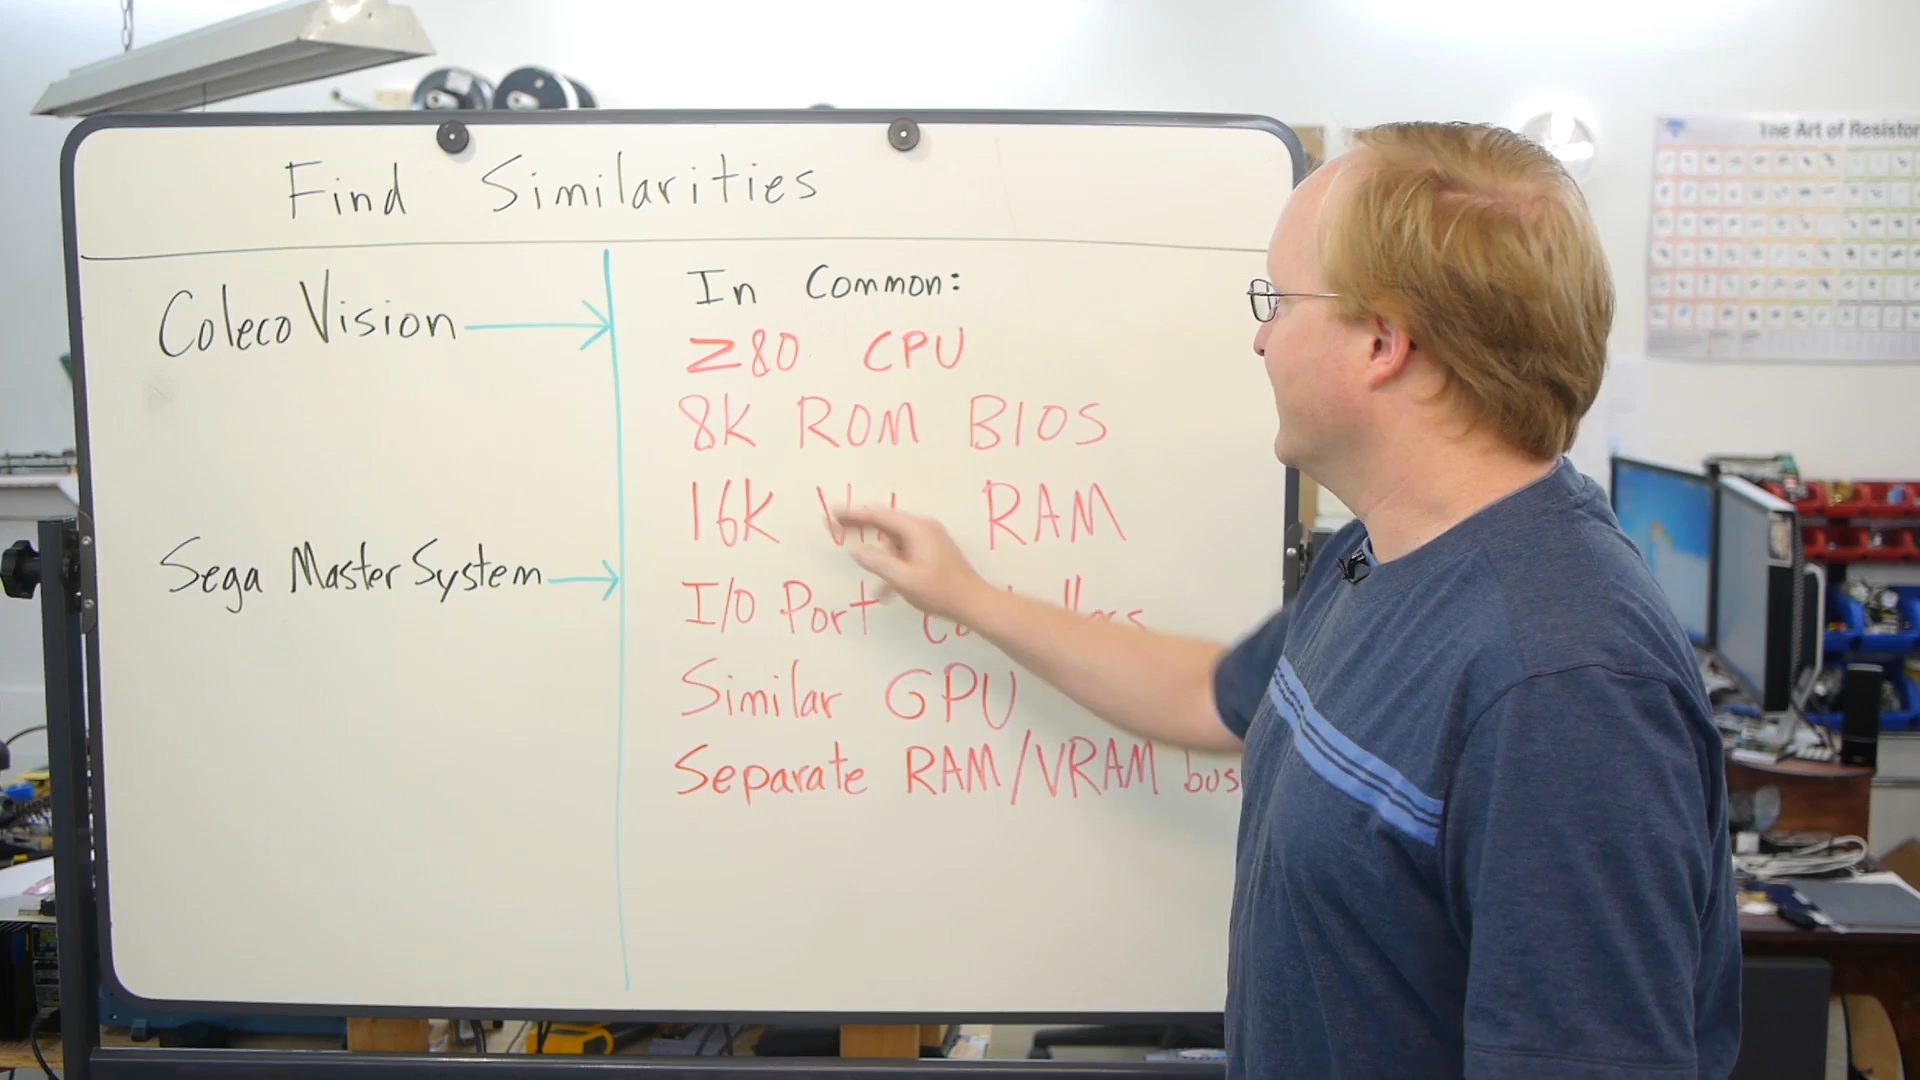 Find Similarities
ColecoVision
Sega Master System
In Common:
Z80 CPU
8K ROM BIOS
16K RAM
I/O Port
Similar GPU
Separate RAM/VRAM bus
The Art of Resistor